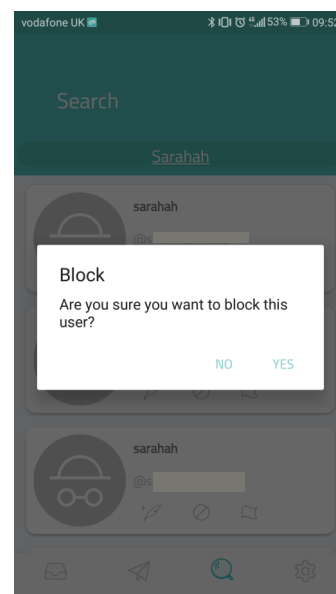 vodafone UK 53% 09:52
Search
Sarahah
sarahah
@s
Block
Are you sure you want to block this
user?
NO YES
sarahah
@s